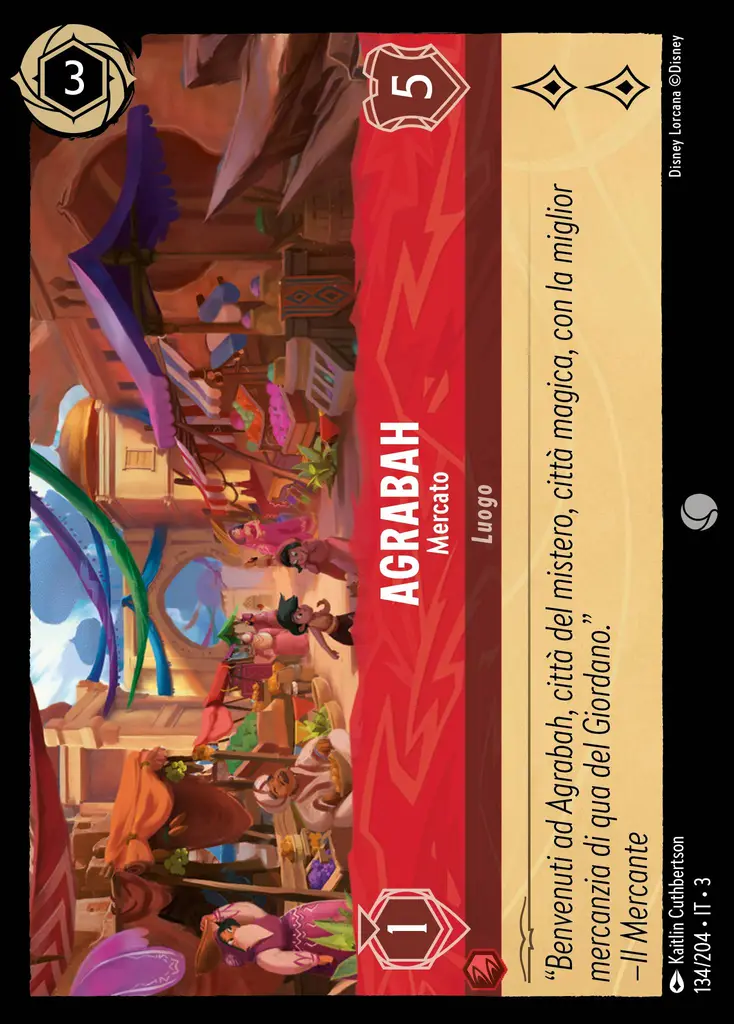 3
AGRABAH
Mercato
1
5
Luogo
“Benvenuti ad Agrabah, città del mistero, città magica, con la miglior
mercanzia di qua del Giordano.”
–Il Mercante
Kaitlin Cuthbertson
134/204 • IT • 3
Disney Lorcana ©Disney